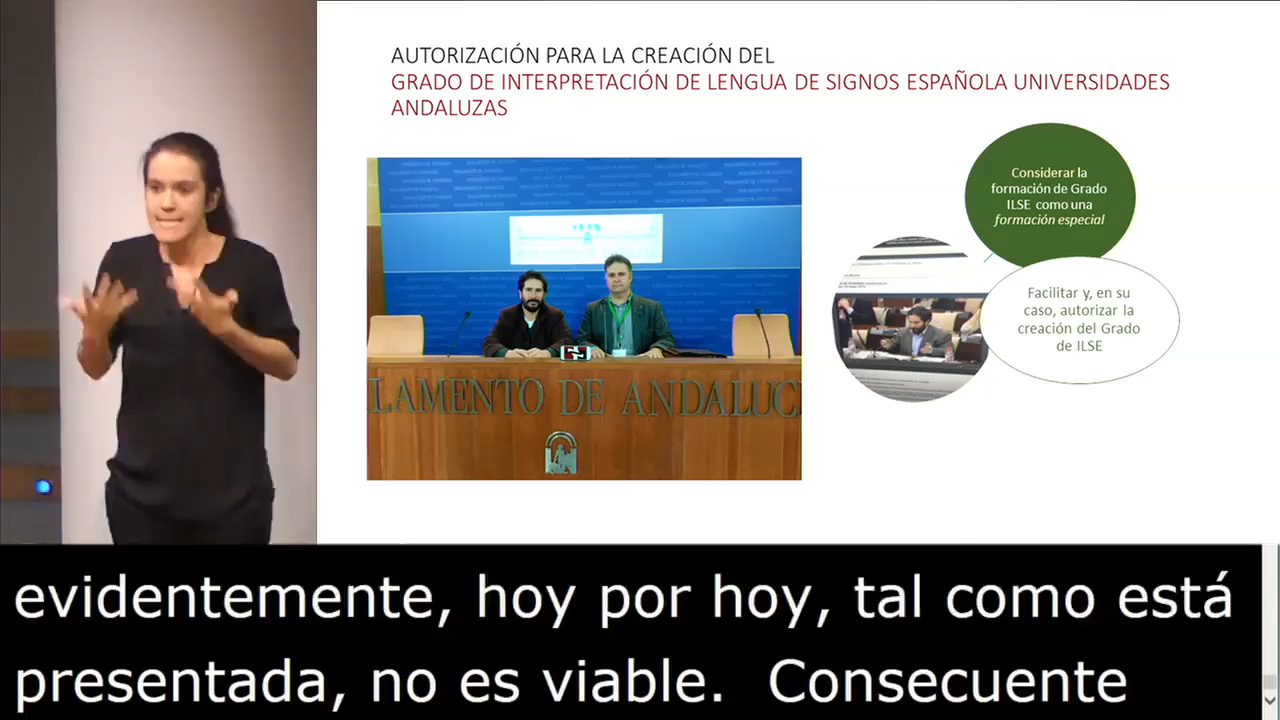 AUTORIZACIÓN PARA LA CREACIÓN DEL
GRADO DE INTERPRETACIÓN DE LENGUA DE SIGNOS ESPAÑOLA UNIVERSIDADES
ANDALUZAS
Considerar la
formación de Grado
ILSE como una
formación especial
Facilitar y, en su
caso, autorizar la
creación del Grado
de ILSE
LAMENTO DE ANDALUC
evidentemente, hoy por hoy, tal como está
presentada, no es viable. Consecuente